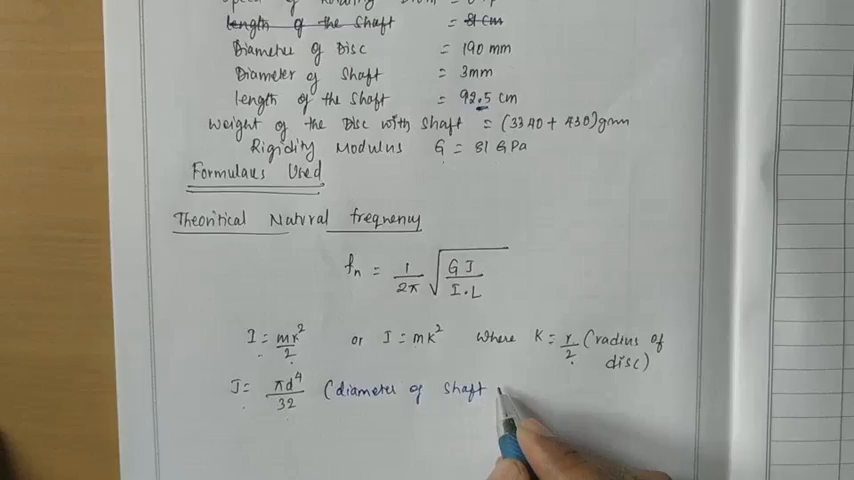 length of the shaft = 81 cm
Diameter of Disc = 190 mm
Diameter of shaft = 3mm
length of the shaft = 92.5 cm
Weight of the Disc with shaft = (3340 + 430) gm
Rigidity Modulus G = 81 GPa
Formulaus Used
Theoritical Natural frequency
fn = 1/2π √(GJ/I.L)
I = mr²/2 or I = mk² where K = r/2 (radius of disc)
J = πd⁴/32 (diameter of shaft